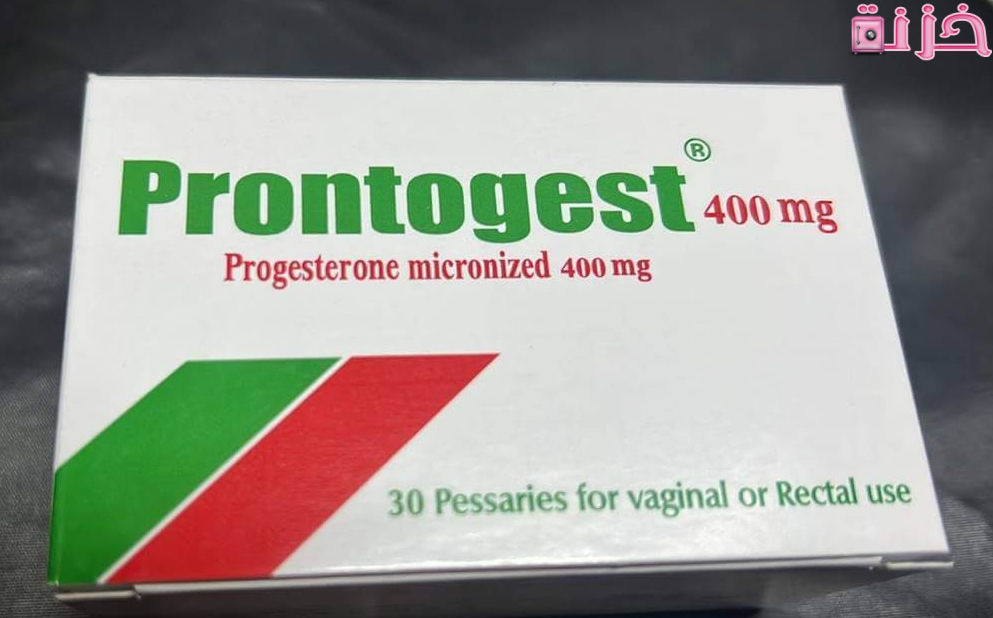 خزنة
Prontogest® 400 mg
Progesterone micronized 400 mg
30 Pessaries for vaginal or Rectal use